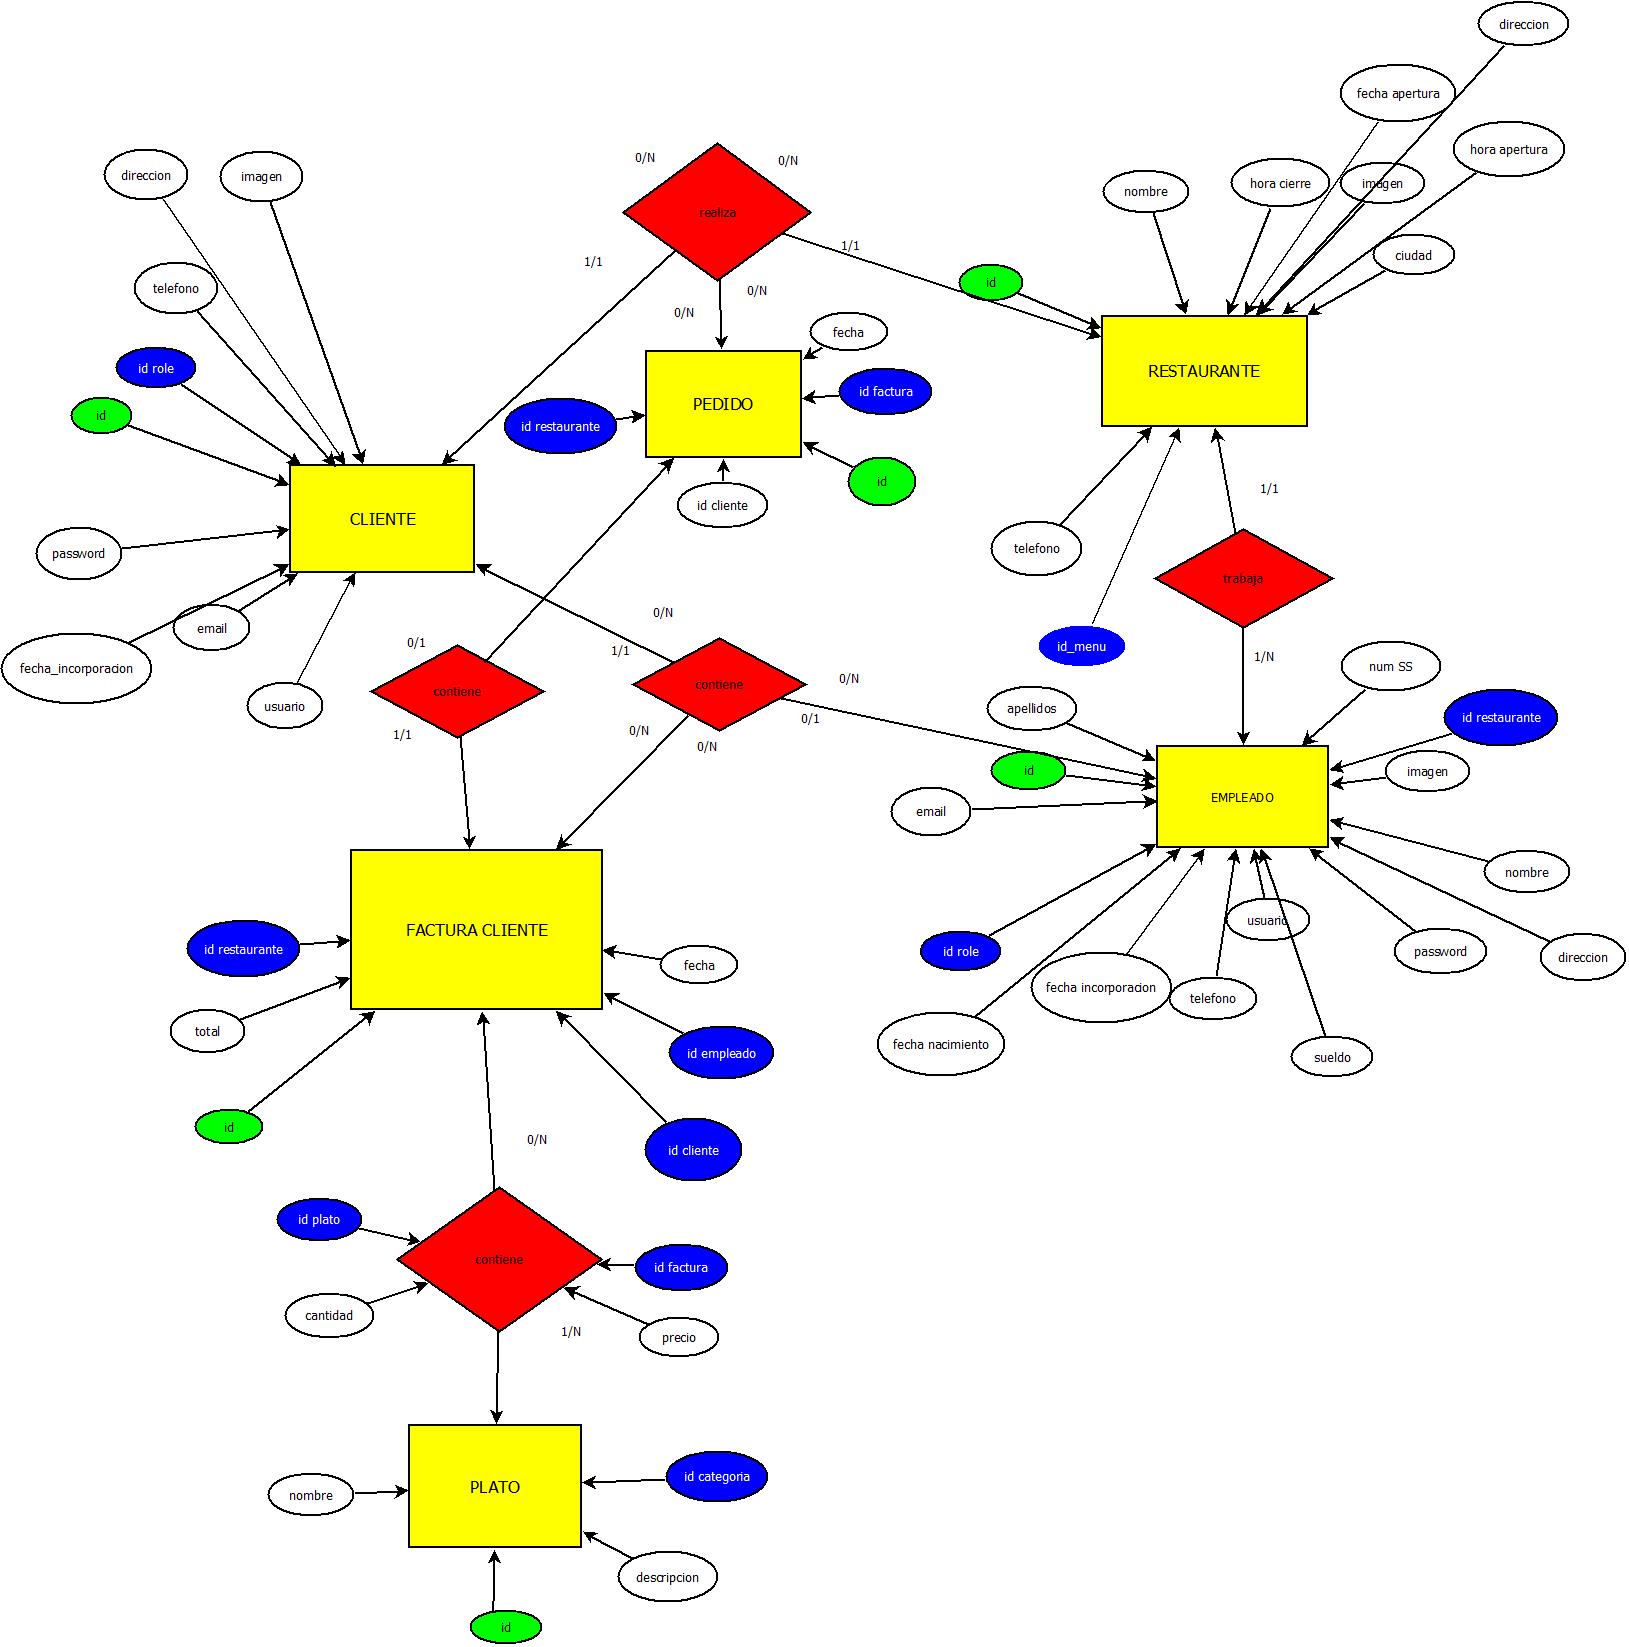 direccion
fecha apertura
hora apertura
direccion
imagen
0/N
0/N
nombre
hora cierre
imagen
realiza
ciudad
1/1
1/1
telefono
0/N
id
0/N
fecha
id role
RESTAURANTE
id factura
PEDIDO
id
id restaurante
id
id cliente
1/1
CLIENTE
password
telefono
trabaja
0/N
email
0/1
1/1
id_menu
1/N
fecha_incorporacion
num SS
contiene
contiene
0/N
usuario
apellidos
0/1
id restaurante
1/1
0/N
0/N
id
imagen
EMPLEADO
email
nombre
usuario
FACTURA CLIENTE
id restaurante
id role
password
direccion
fecha
fecha incorporacion
telefono
total
id empleado
fecha nacimiento
sueldo
id
0/N
id cliente
id plato
contiene
id factura
cantidad
1/N
precio
id categoria
PLATO
nombre
descripcion
id